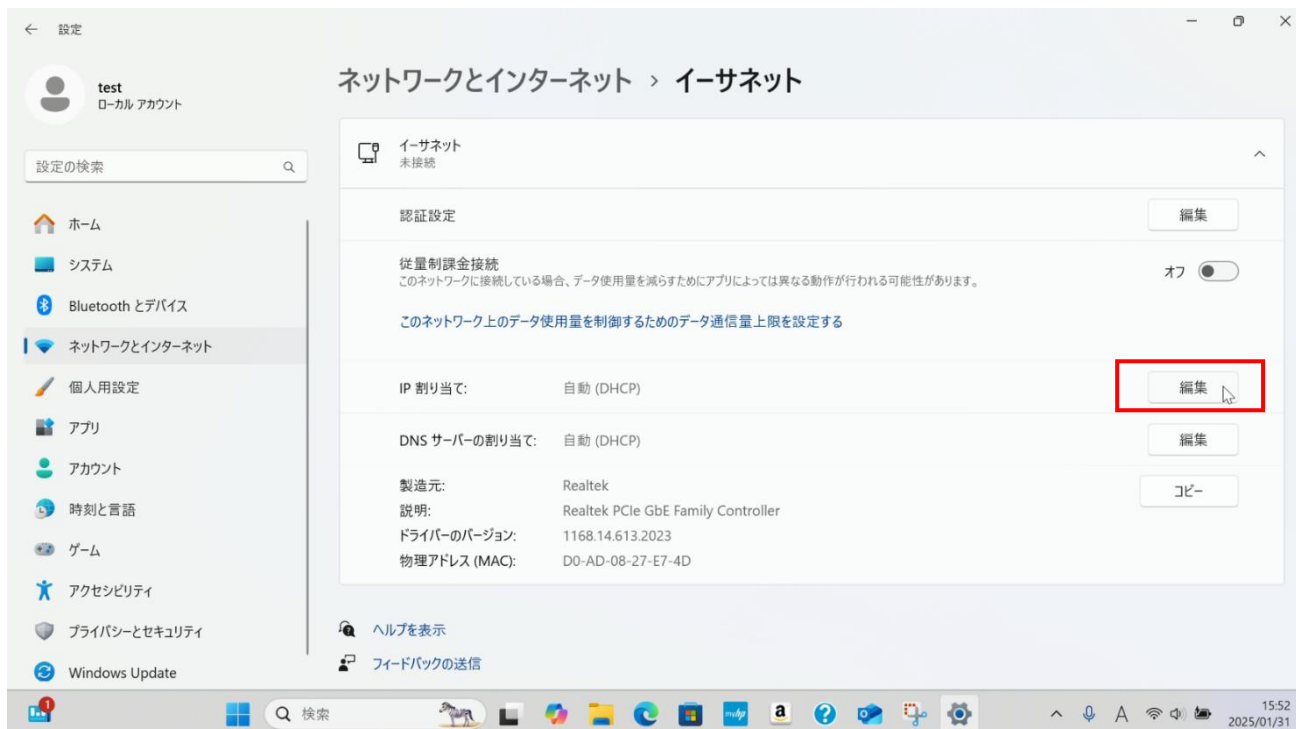 設定
test
ローカル アカウント
設定の検索
ホーム
システム
Bluetooth とデバイス
ネットワークとインターネット
個人用設定
アプリ
アカウント
時刻と言語
ゲーム
アクセシビリティ
プライバシーとセキュリティ
Windows Update
ネットワークとインターネット › イーサネット
イーサネット
未接続
認証設定 編集
従量制課金接続
このネットワークに接続している場合、データ使用量を減らすためにアプリによっては異なる動作が行われる可能性があります。
オフ
このネットワーク上のデータ使用量を制御するためのデータ通信量上限を設定する
IP 割り当て: 自動 (DHCP) 編集
DNS サーバーの割り当て: 自動 (DHCP) 編集
製造元: Realtek コピー
説明: Realtek PCIe GbE Family Controller
ドライバーのバージョン: 1168.14.613.2023
物理アドレス (MAC): D0-AD-08-27-E7-4D
ヘルプを表示
フィードバックの送信
1
検索
myhp
a
A
15:52
2025/01/31